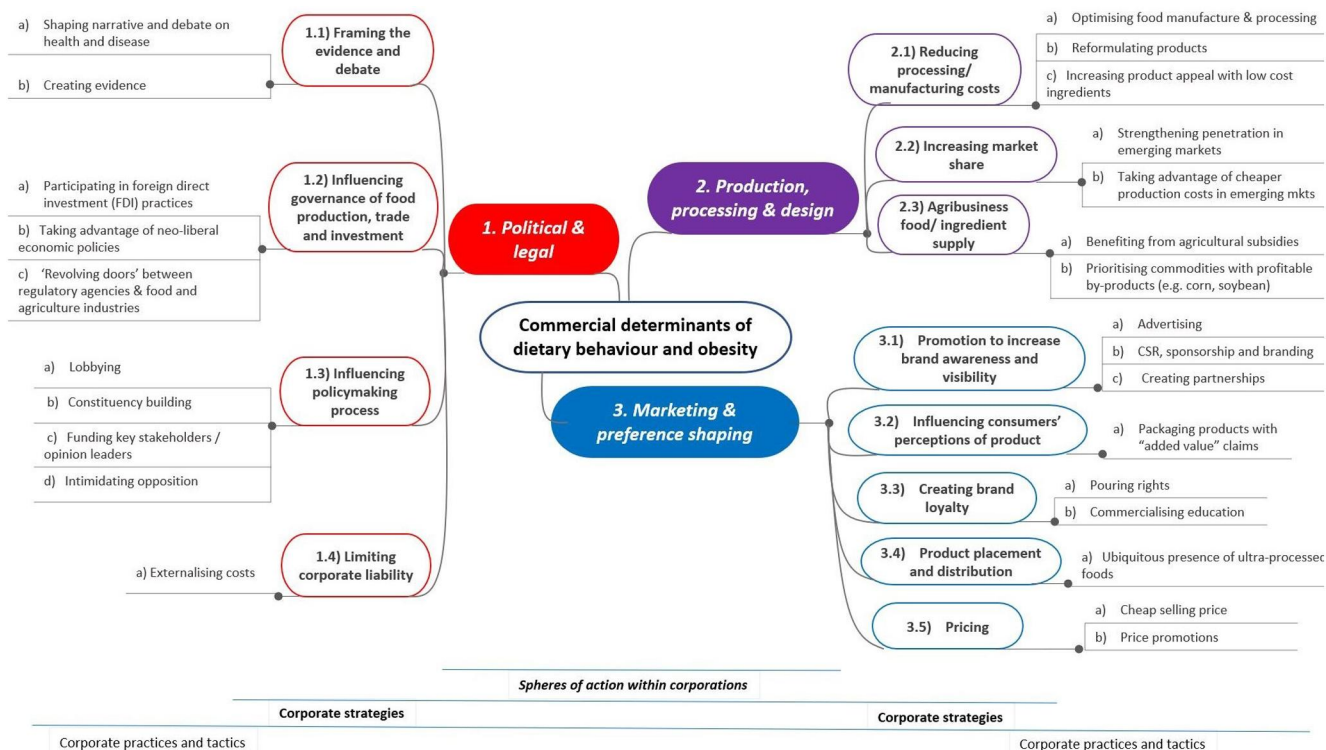 a) Shaping narrative and debate on
health and disease
b) Creating evidence
1.1) Framing the
evidence and
debate
a) Participating in foreign direct
investment (FDI) practices
b) Taking advantage of neo-liberal
economic policies
c) ‘Revolving doors’ between
regulatory agencies & food and
agriculture industries
1.2) Influencing
governance of food
production, trade
and investment
a) Lobbying
b) Constituency building
c) Funding key stakeholders /
opinion leaders
d) Intimidating opposition
1.3) Influencing
policymaking
process
a) Externalising costs
1.4) Limiting
corporate liability
1. Political &
legal
Commercial determinants of
dietary behaviour and obesity
2. Production,
processing & design
2.1) Reducing
processing/
manufacturing costs
a) Optimising food manufacture & processing
b) Reformulating products
c) Increasing product appeal with low cost
ingredients
2.2) Increasing market
share
a) Strengthening penetration in
emerging markets
b) Taking advantage of cheaper
production costs in emerging mkts
2.3) Agribusiness
food/ ingredient
supply
a) Benefiting from agricultural subsidies
b) Prioritising commodities with profitable
by-products (e.g. corn, soybean)
3. Marketing &
preference shaping
3.1) Promotion to increase
brand awareness and
visibility
a) Advertising
b) CSR, sponsorship and branding
c) Creating partnerships
3.2) Influencing consumers’
perceptions of product
a) Packaging products with
“added value” claims
3.3) Creating brand
loyalty
a) Pouring rights
b) Commercialising education
3.4) Product placement
and distribution
a) Ubiquitous presence of ultra-processed
foods
3.5) Pricing
a) Cheap selling price
b) Price promotions
Spheres of action within corporations
Corporate strategies
Corporate strategies
Corporate practices and tactics
Corporate practices and tactics